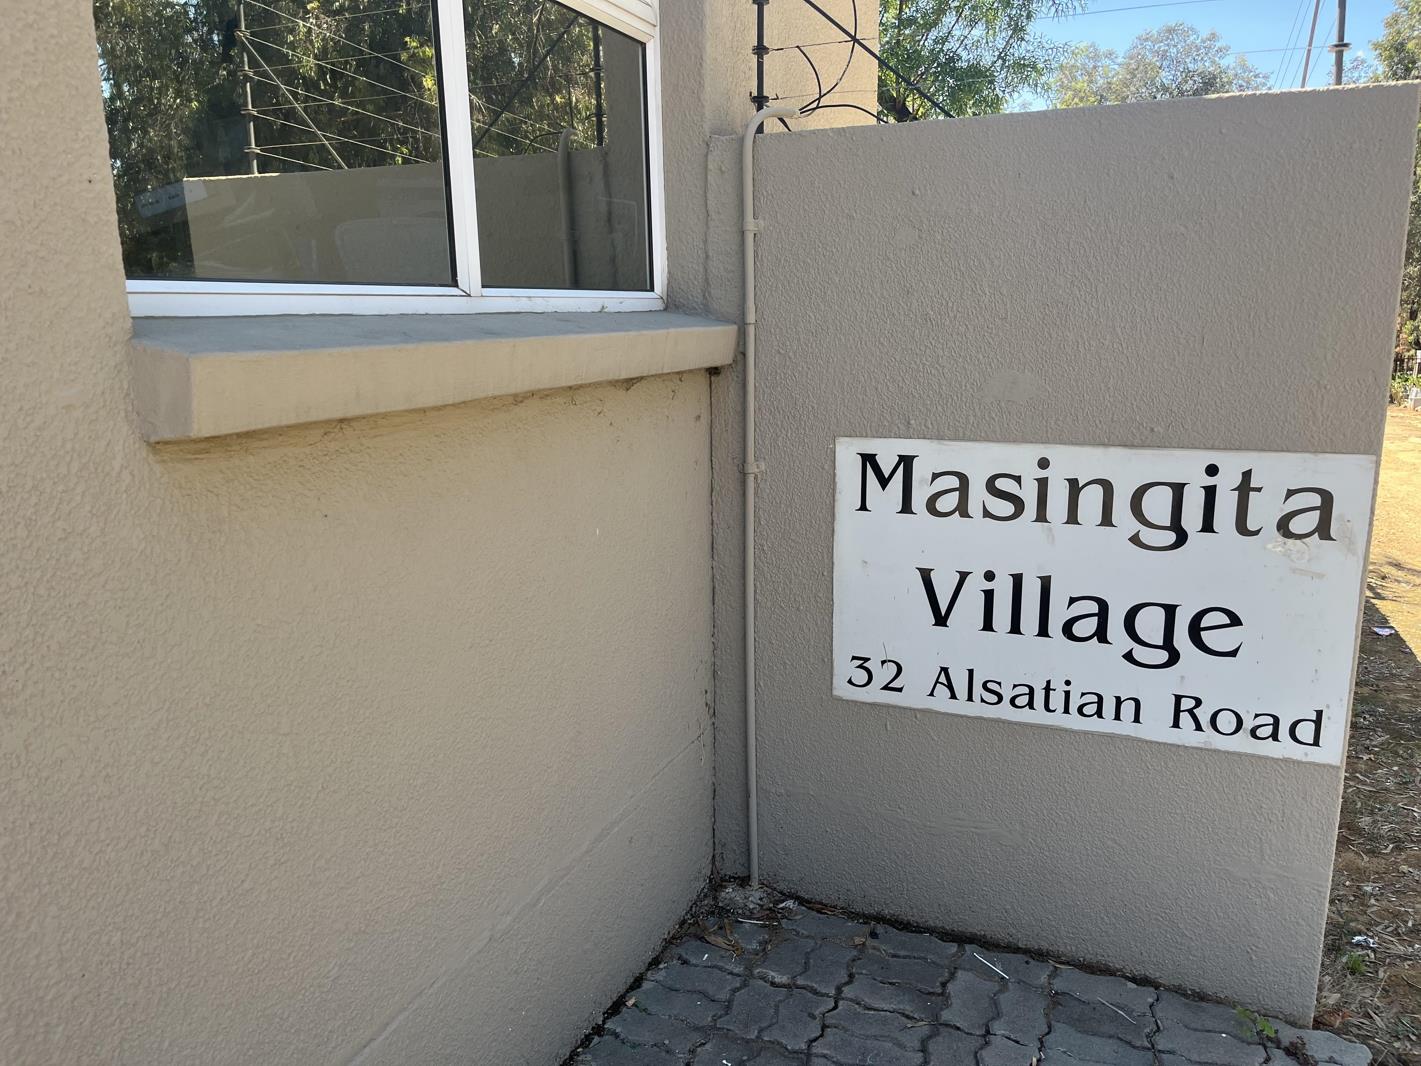 Masingita
Village
32 Alsatian Road